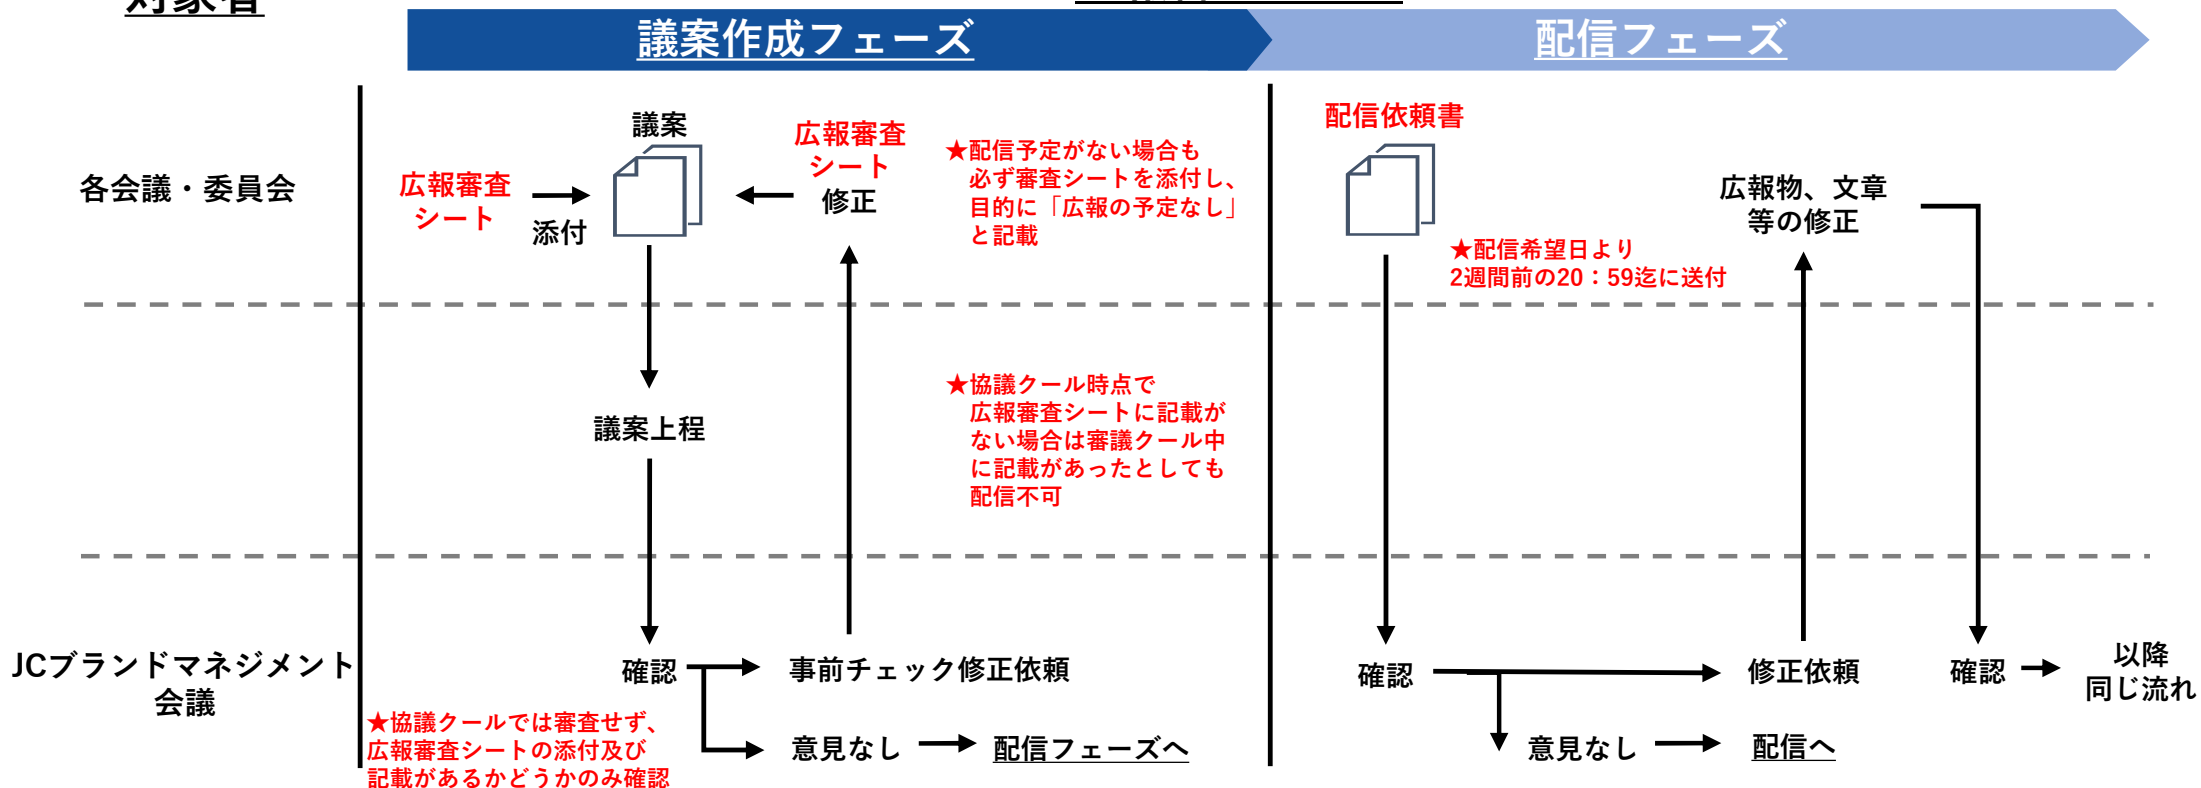 対象者
議案作成フェーズ
配信フェーズ
各会議・委員会
広報審査
シート
添付
議案
広報審査
シート
修正
★配信予定がない場合も
必ず審査シートを添付し、
目的に「広報の予定なし」
と記載
配信依頼書
★配信希望日より
2週間前の20：59迄に送付
広報物、文章
等の修正
議案上程
★協議クール時点で
広報審査シートに記載が
ない場合は審議クール中
に記載があったとしても
配信不可
JCブランドマネジメント
会議
確認
事前チェック修正依頼
意見なし
配信フェーズへ
★協議クールでは審査せず、
広報審査シートの添付及び
記載があるかどうかのみ確認
確認
修正依頼
意見なし
配信へ
確認
以降
同じ流れ